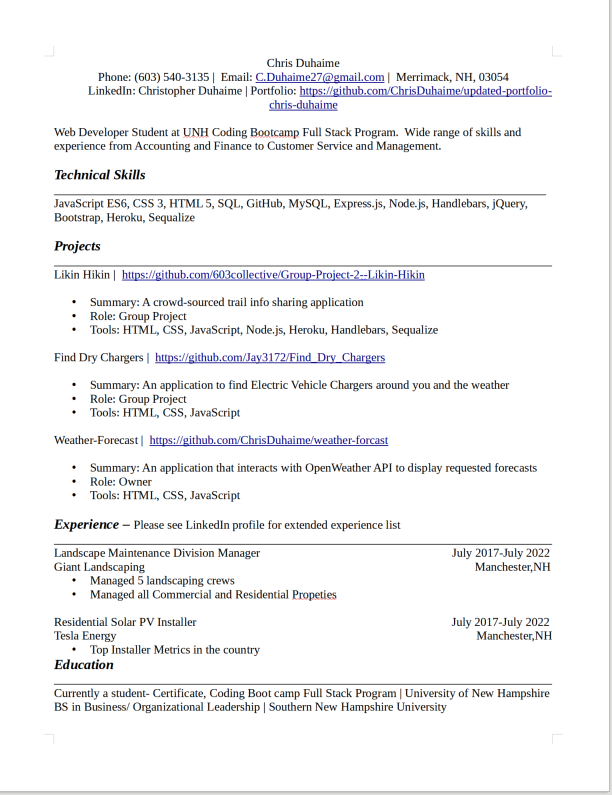 Chris Duhaime
Phone: (603) 540-3135 | Email: C.Duhaime27@gmail.com | Merrimack, NH, 03054
LinkedIn: Christopher Duhaime | Portfolio: https://github.com/ChrisDuhaime/updated-portfolio-
chris-duhaime
Web Developer Student at UNH Coding Bootcamp Full Stack Program. Wide range of skills and
experience from Accounting and Finance to Customer Service and Management.
Technical Skills
JavaScript ES6, CSS 3, HTML 5, SQL, GitHub, MySQL, Express.js, Node.js, Handlebars, jQuery,
Bootstrap, Heroku, Sequalize
Projects
Likin Hikin | https://github.com/603collective/Group-Project-2--Likin-Hikin
• Summary: A crowd-sourced trail info sharing application
• Role: Group Project
• Tools: HTML, CSS, JavaScript, Node.js, Heroku, Handlebars, Sequalize
Find Dry Chargers | https://github.com/Jay3172/Find_Dry_Chargers
• Summary: An application to find Electric Vehicle Chargers around you and the weather
• Role: Group Project
• Tools: HTML, CSS, JavaScript
Weather-Forecast | https://github.com/ChrisDuhaime/weather-forcast
• Summary: An application that interacts with OpenWeather API to display requested forecasts
• Role: Owner
• Tools: HTML, CSS, JavaScript
Experience – Please see LinkedIn profile for extended experience list
Landscape Maintenance Division Manager July 2017-July 2022
Giant Landscaping Manchester,NH
• Managed 5 landscaping crews
• Managed all Commercial and Residential Propeties
Residential Solar PV Installer July 2017-July 2022
Tesla Energy Manchester,NH
• Top Installer Metrics in the country
Education
Currently a student- Certificate, Coding Boot camp Full Stack Program | University of New Hampshire
BS in Business/ Organizational Leadership | Southern New Hampshire University